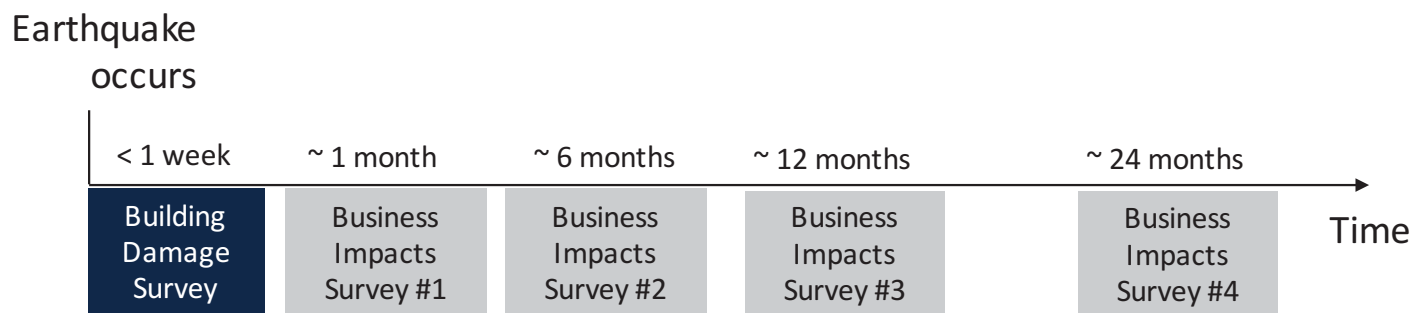 Earthquake
occurs
< 1 week
~ 1 month
~ 6 months
~ 12 months
~ 24 months
Building
Damage
Survey
Business
Impacts
Survey #1
Business
Impacts
Survey #2
Business
Impacts
Survey #3
Business
Impacts
Survey #4
Time